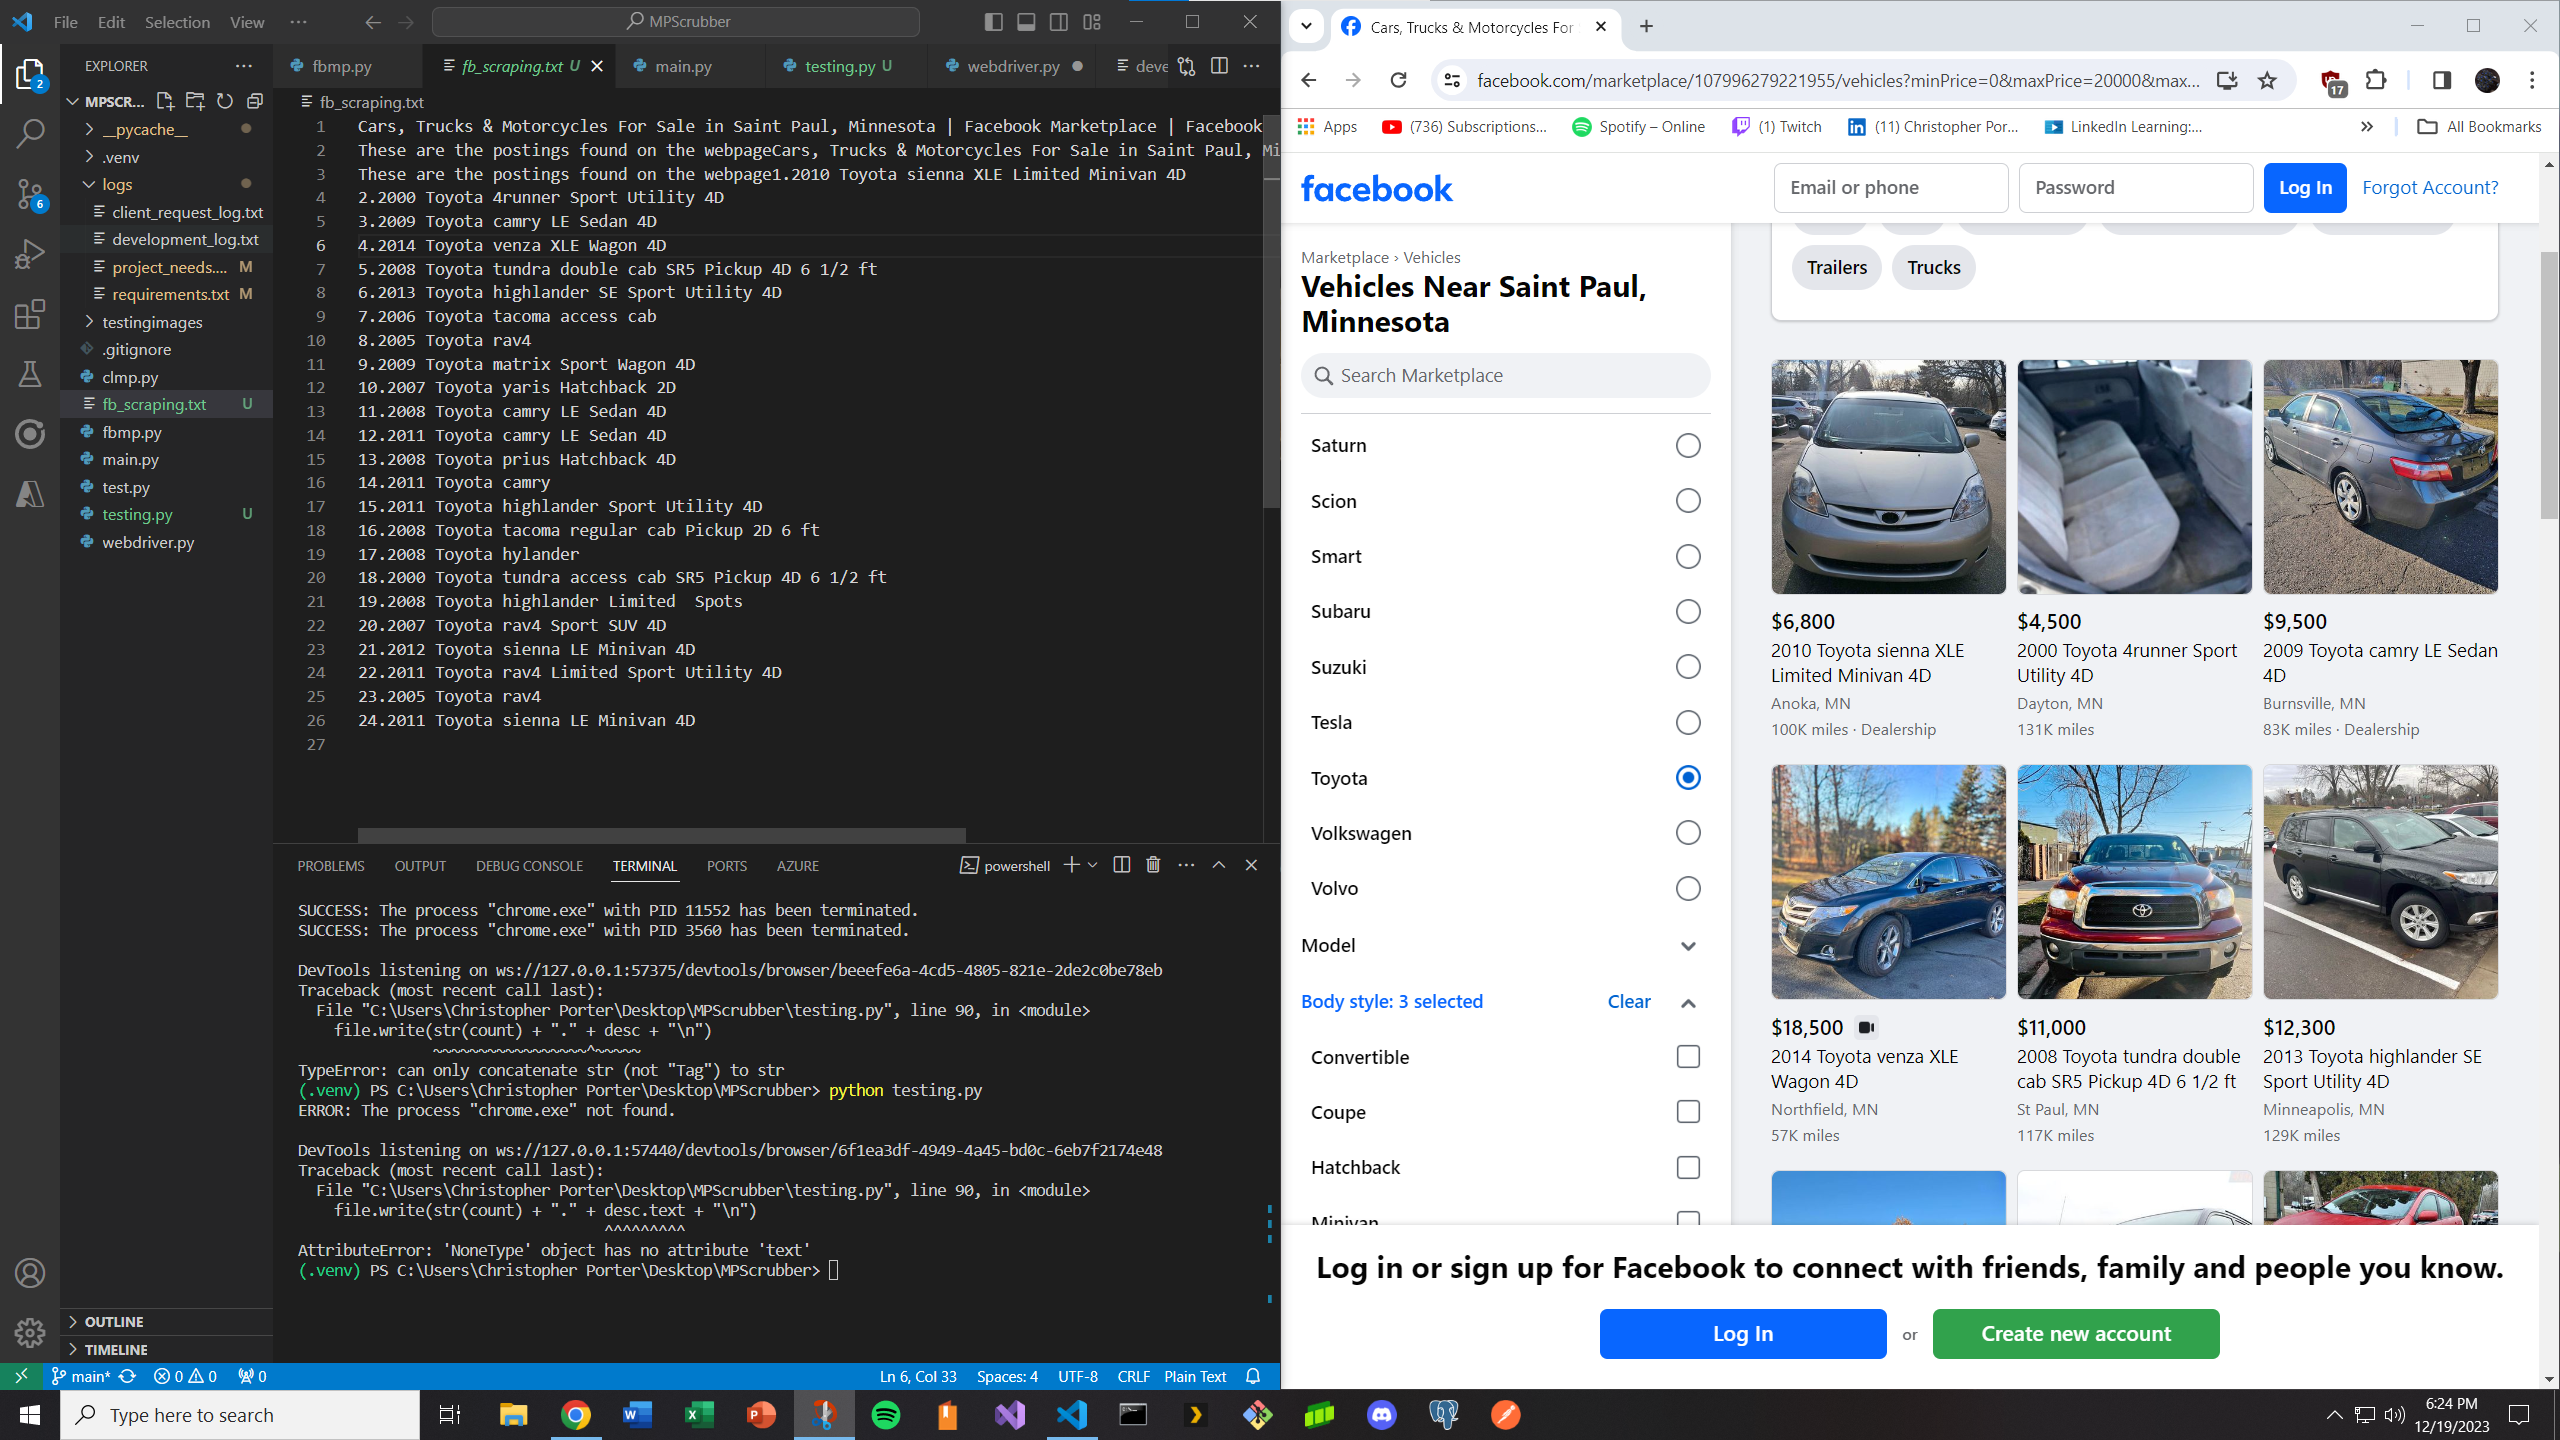 File Edit Selection View ··· MPScrubber
EXPLORER ···
MPSCR...
__pycache__
.venv
logs
client_request_log.txt
development_log.txt
project_needs.... M
requirements.txt M
testingimages
.gitignore
clmp.py
fb_scraping.txt U
fbmp.py
main.py
test.py
testing.py U
webdriver.py
OUTLINE
TIMELINE
2
6
fbmp.py fb_scraping.txt U main.py testing.py U webdriver.py deve
fb_scraping.txt
1 Cars, Trucks & Motorcycles For Sale in Saint Paul, Minnesota | Facebook Marketplace | Facebook
2 These are the postings found on the webpageCars, Trucks & Motorcycles For Sale in Saint Paul, Mi
3 These are the postings found on the webpage1.2010 Toyota sienna XLE Limited Minivan 4D
4 2.2000 Toyota 4runner Sport Utility 4D
5 3.2009 Toyota camry LE Sedan 4D
6 4.2014 Toyota venza XLE Wagon 4D
7 5.2008 Toyota tundra double cab SR5 Pickup 4D 6 1/2 ft
8 6.2013 Toyota highlander SE Sport Utility 4D
9 7.2006 Toyota tacoma access cab
10 8.2005 Toyota rav4
11 9.2009 Toyota matrix Sport Wagon 4D
12 10.2007 Toyota yaris Hatchback 2D
13 11.2008 Toyota camry LE Sedan 4D
14 12.2011 Toyota camry LE Sedan 4D
15 13.2008 Toyota prius Hatchback 4D
16 14.2011 Toyota camry
17 15.2011 Toyota highlander Sport Utility 4D
18 16.2008 Toyota tacoma regular cab Pickup 2D 6 ft
19 17.2008 Toyota hylander
20 18.2000 Toyota tundra access cab SR5 Pickup 4D 6 1/2 ft
21 19.2008 Toyota highlander Limited  Spots
22 20.2007 Toyota rav4 Sport SUV 4D
23 21.2012 Toyota sienna LE Minivan 4D
24 22.2011 Toyota rav4 Limited Sport Utility 4D
25 23.2005 Toyota rav4
26 24.2011 Toyota sienna LE Minivan 4D
27
PROBLEMS OUTPUT DEBUG CONSOLE TERMINAL PORTS AZURE powershell
SUCCESS: The process "chrome.exe" with PID 11552 has been terminated.
SUCCESS: The process "chrome.exe" with PID 3560 has been terminated.
DevTools listening on ws://127.0.0.1:57375/devtools/browser/beeefe6a-4cd5-4805-821e-2de2c0be78eb
Traceback (most recent call last):
File "C:\Users\Christopher Porter\Desktop\MPScrubber\testing.py", line 90, in <module>
file.write(str(count) + "." + desc + "\n")
~~~~~~~~~~~~~~~~~^~~~~~
TypeError: can only concatenate str (not "Tag") to str
(.venv) PS C:\Users\Christopher Porter\Desktop\MPScrubber> python testing.py
ERROR: The process "chrome.exe" not found.
DevTools listening on ws://127.0.0.1:57440/devtools/browser/6f1ea3df-4949-4a45-bd0c-6eb7f2174e48
Traceback (most recent call last):
File "C:\Users\Christopher Porter\Desktop\MPScrubber\testing.py", line 90, in <module>
file.write(str(count) + "." + desc.text + "\n")
^^^^^^^^^
AttributeError: 'NoneType' object has no attribute 'text'
(.venv) PS C:\Users\Christopher Porter\Desktop\MPScrubber>
main* 0 0 0 Ln 6, Col 33 Spaces: 4 UTF-8 CRLF Plain Text
Cars, Trucks & Motorcycles For
facebook.com/marketplace/107996279221955/vehicles?minPrice=0&maxPrice=20000&max...
17
Apps (736) Subscriptions... Spotify – Online (1) Twitch (11) Christopher Por... LinkedIn Learning:... » All Bookmarks
facebook Email or phone Password Log In Forgot Account?
Marketplace › Vehicles
Vehicles Near Saint Paul,
Minnesota
Search Marketplace
Saturn
Scion
Smart
Subaru
Suzuki
Tesla
Toyota
Volkswagen
Volvo
Model
Body style: 3 selected Clear
Convertible
Coupe
Hatchback
Minivan
Trailers Trucks
$6,800
2010 Toyota sienna XLE
Limited Minivan 4D
Anoka, MN
100K miles · Dealership
$4,500
2000 Toyota 4runner Sport
Utility 4D
Dayton, MN
131K miles
$9,500
2009 Toyota camry LE Sedan
4D
Burnsville, MN
83K miles · Dealership
$18,500
2014 Toyota venza XLE
Wagon 4D
Northfield, MN
57K miles
$11,000
2008 Toyota tundra double
cab SR5 Pickup 4D 6 1/2 ft
St Paul, MN
117K miles
$12,300
2013 Toyota highlander SE
Sport Utility 4D
Minneapolis, MN
129K miles
Log in or sign up for Facebook to connect with friends, family and people you know.
Log In or Create new account
Type here to search
6:24 PM
12/19/2023